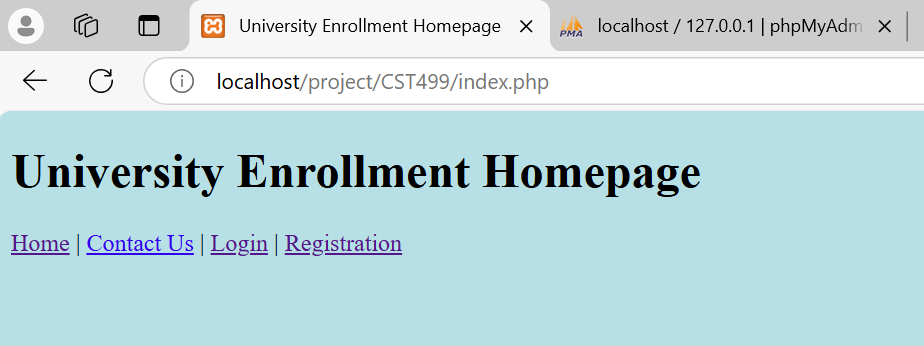 University Enrollment Homepage
PMA localhost / 127.0.0.1 | phpMyAdm
localhost/project/CST499/index.php
University Enrollment Homepage
Home | Contact Us | Login | Registration